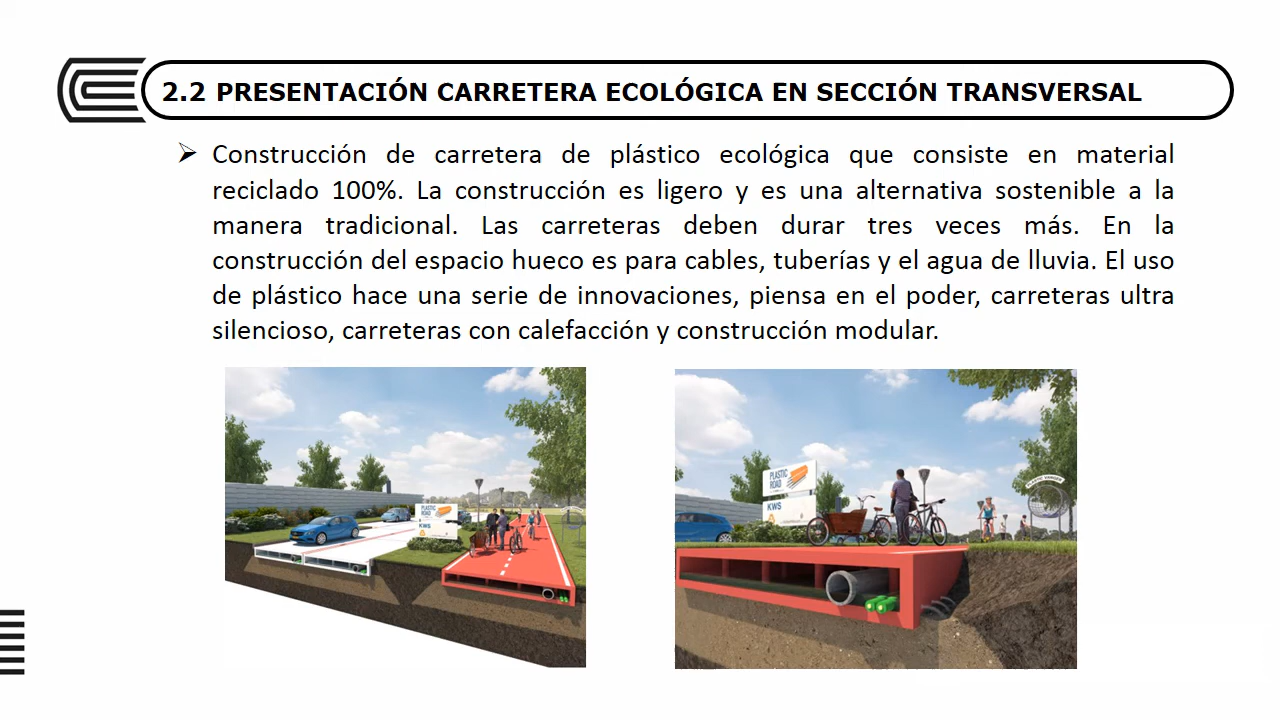 2.2 PRESENTACIÓN CARRETERA ECOLÓGICA EN SECCIÓN TRANSVERSAL
Construcción de carretera de plástico ecológica que consiste en material
reciclado 100%. La construcción es ligero y es una alternativa sostenible a la
manera tradicional. Las carreteras deben durar tres veces más. En la
construcción del espacio hueco es para cables, tuberías y el agua de lluvia. El uso
de plástico hace una serie de innovaciones, piensa en el poder, carreteras ultra
silencioso, carreteras con calefacción y construcción modular.
PLASTIC
ROAD
KWS
PLASTIC
ROAD
KWS